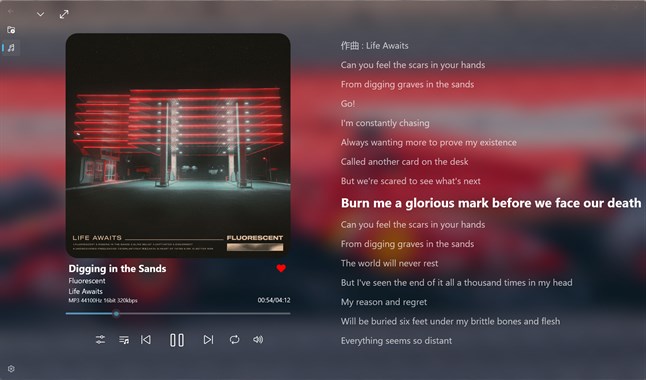 LIFE AWAITS
FLUORESCENT
Digging in the Sands
Fluorescent
Life Awaits
MP3 44100Hz 16bit 320kbps
00:54/04:12
作曲 : Life Awaits
Can you feel the scars in your hands
From digging graves in the sands
Go!
I'm constantly chasing
Always wanting more to prove my existence
Called another card on the desk
But we're scared to see what's next
Burn me a glorious mark before we face our death
Can you feel the scars in your hands
From digging graves in the sands
The world will never rest
But I've seen the end of it all a thousand times in my head
My reason and regret
Will be buried six feet under my brittle bones and flesh
Everything seems so distant